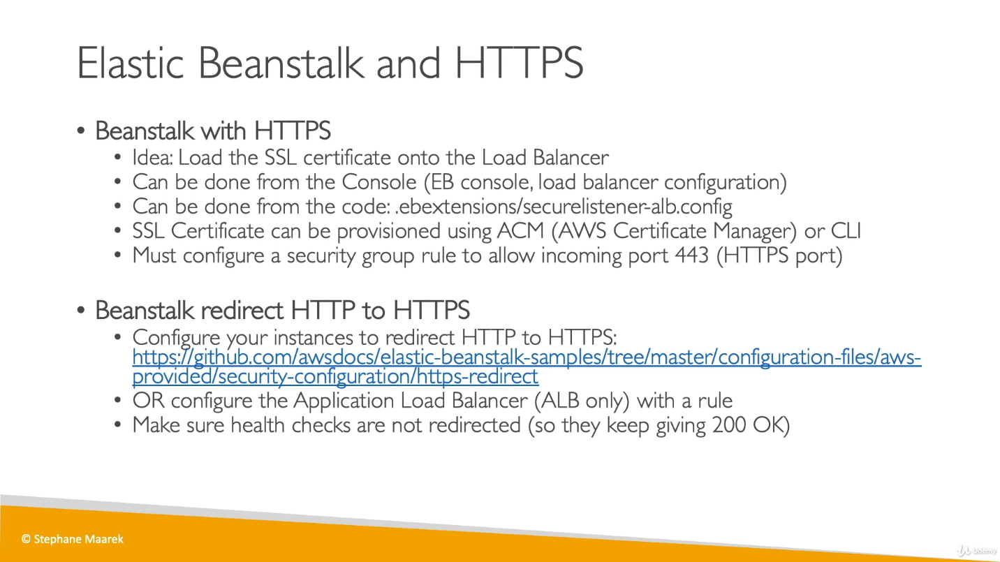 Elastic Beanstalk and HTTPS
• Beanstalk with HTTPS
• Idea: Load the SSL certificate onto the Load Balancer
• Can be done from the Console (EB console, load balancer configuration)
• Can be done from the code: .ebextensions/securelistener-alb.config
• SSL Certificate can be provisioned using ACM (AWS Certificate Manager) or CLI
• Must configure a security group rule to allow incoming port 443 (HTTPS port)
• Beanstalk redirect HTTP to HTTPS
• Configure your instances to redirect HTTP to HTTPS:
https://github.com/awsdocs/elastic-beanstalk-samples/tree/master/configuration-files/aws-
provided/security-configuration/https-redirect
• OR configure the Application Load Balancer (ALB only) with a rule
• Make sure health checks are not redirected (so they keep giving 200 OK)
© Stephane Maarek
Udemy